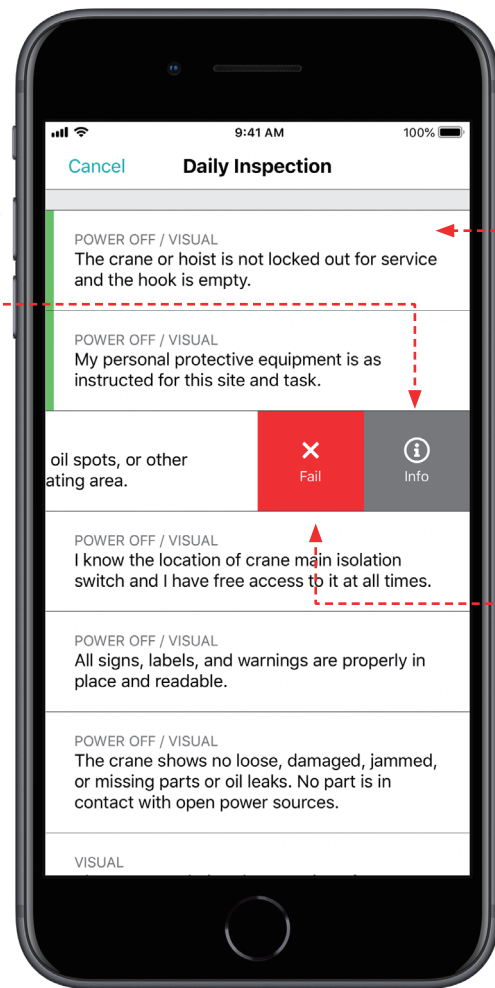 9:41 AM
100%
Cancel
Daily Inspection
POWER OFF / VISUAL
The crane or hoist is not locked out for service
and the hook is empty.
POWER OFF / VISUAL
My personal protective equipment is as
instructed for this site and task.
oil spots, or other
ating area.
Fail
Info
POWER OFF / VISUAL
I know the location of crane main isolation
switch and I have free access to it at all times.
POWER OFF / VISUAL
All signs, labels, and warnings are properly in
place and readable.
POWER OFF / VISUAL
The crane shows no loose, damaged, jammed,
or missing parts or oil leaks. No part is in
contact with open power sources.
VISUAL